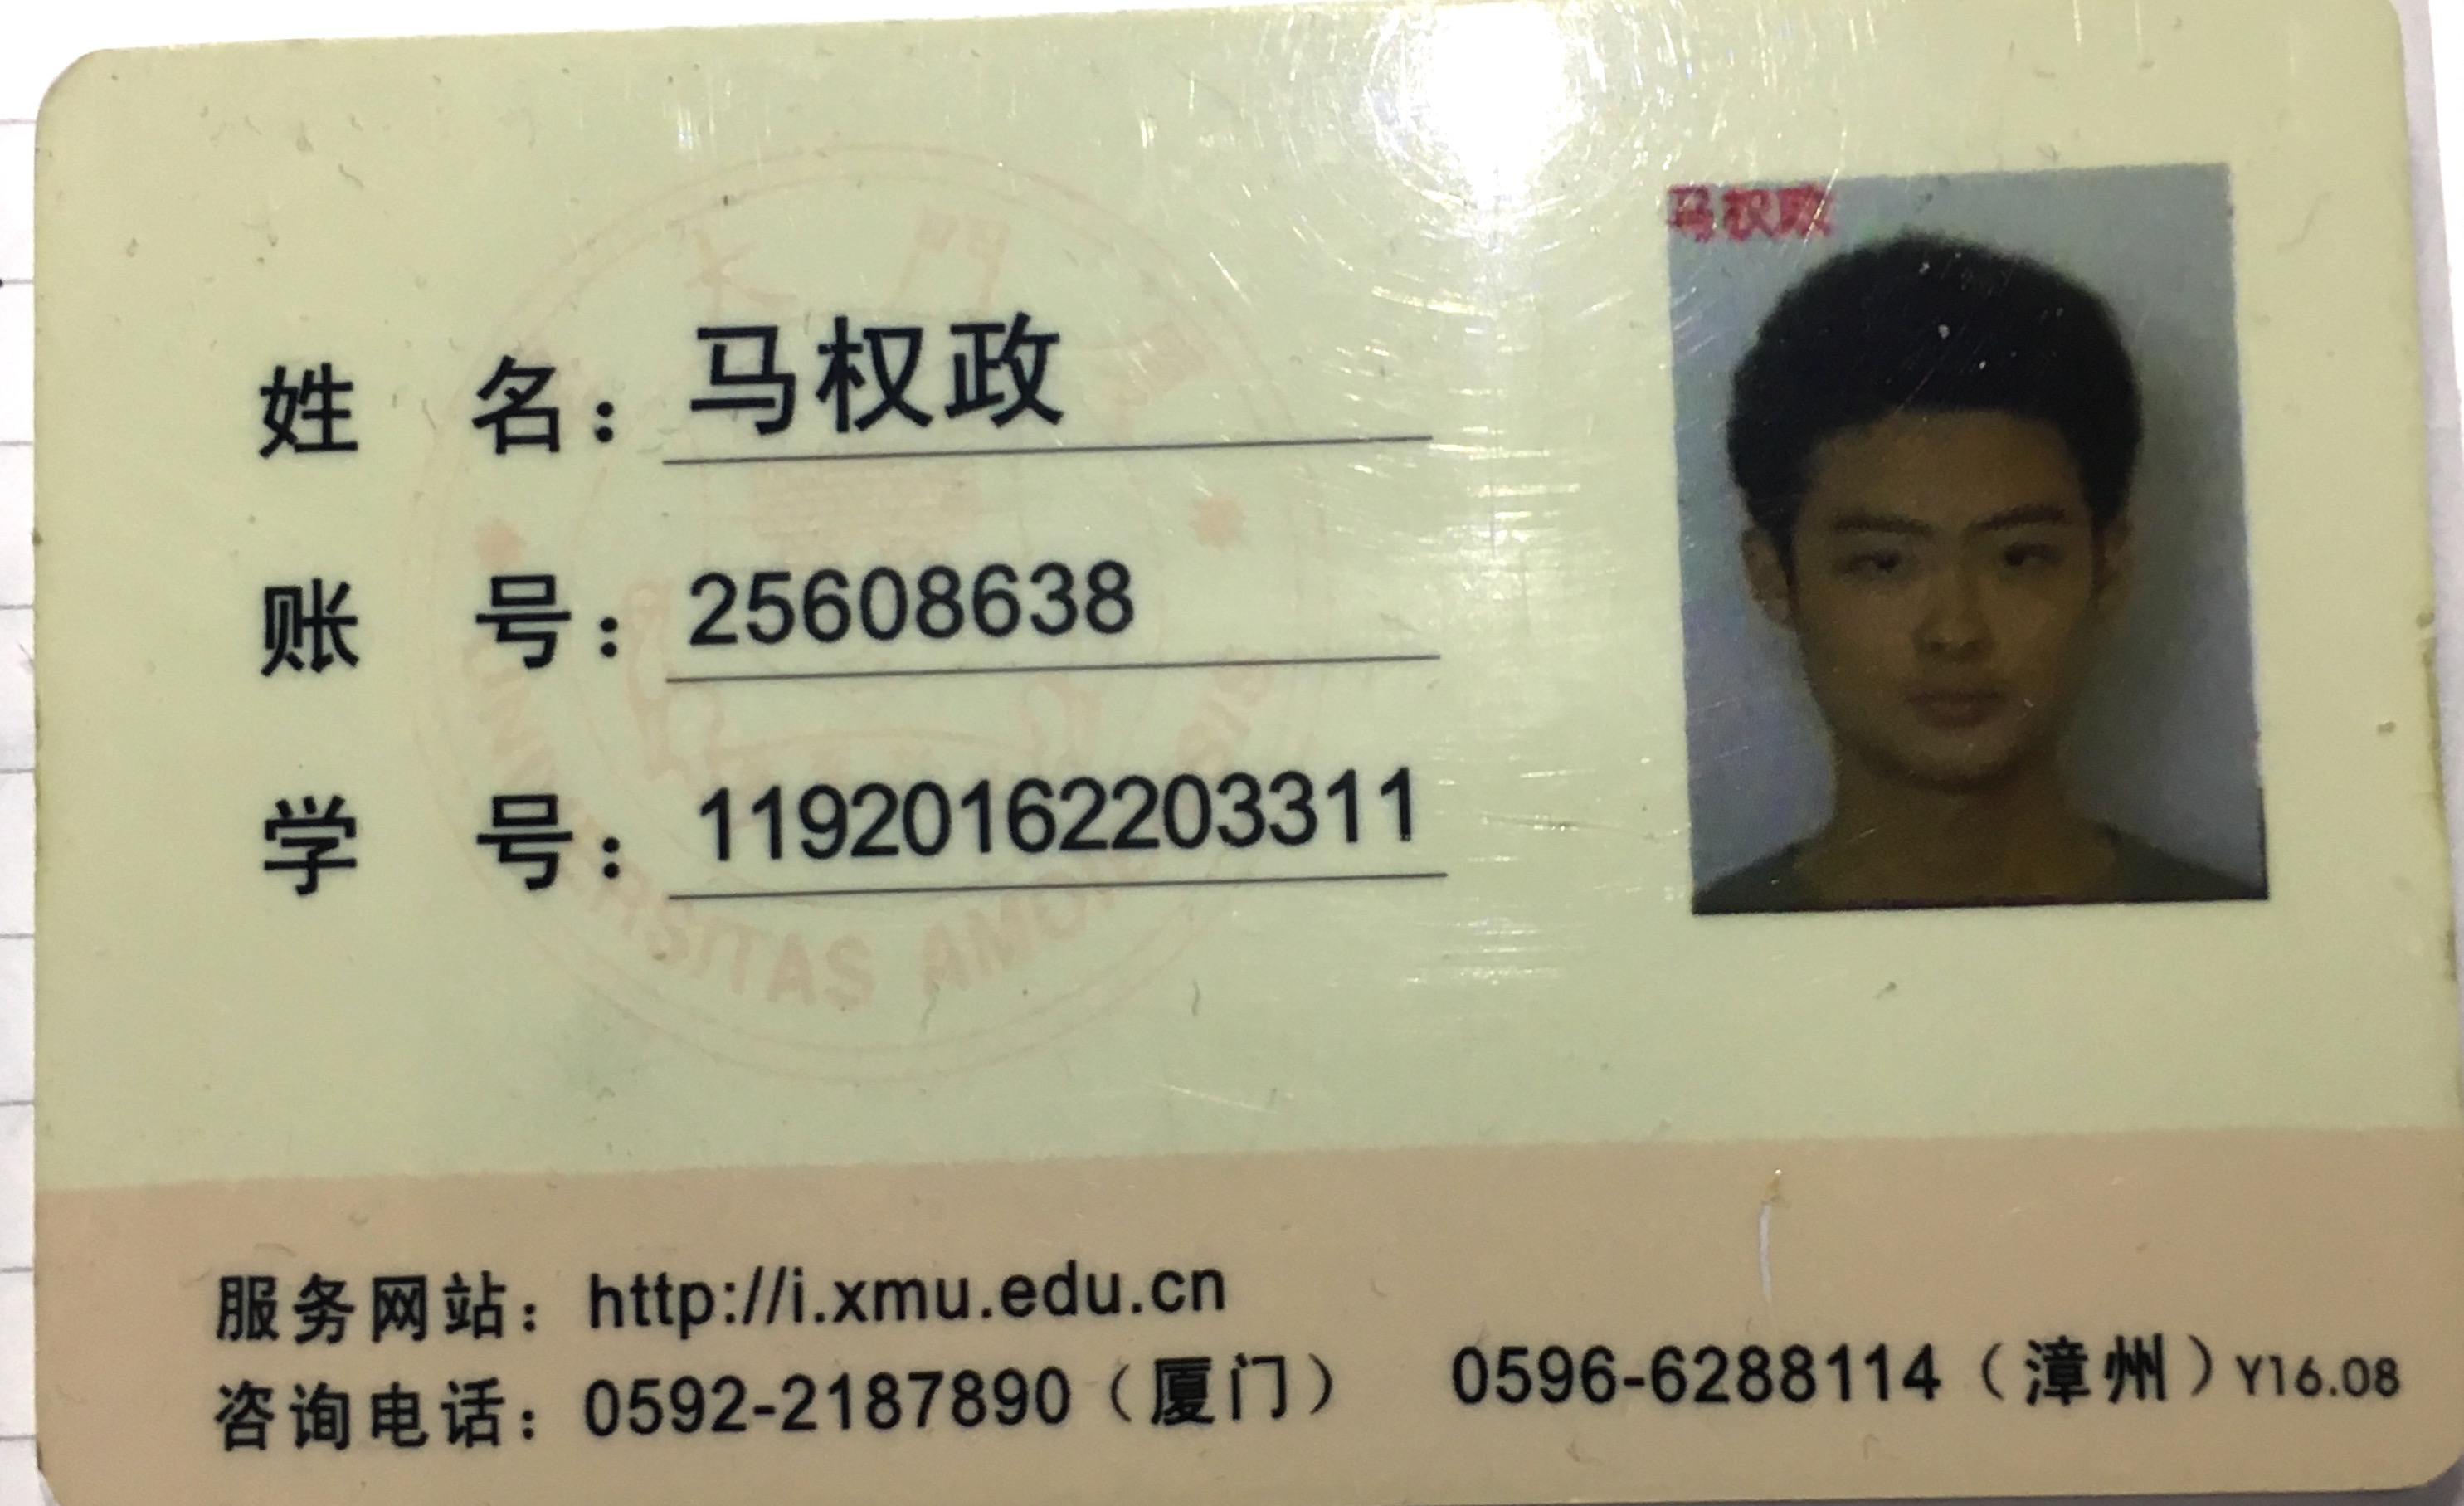 马权政
姓 名：马权政
账 号：25608638
学 号：11920162203311
UNIVERSITAS AMOIENSIS
服务网站：http://i.xmu.edu.cn
咨询电话：0592-2187890（厦门） 0596-6288114（漳州）Y16.08